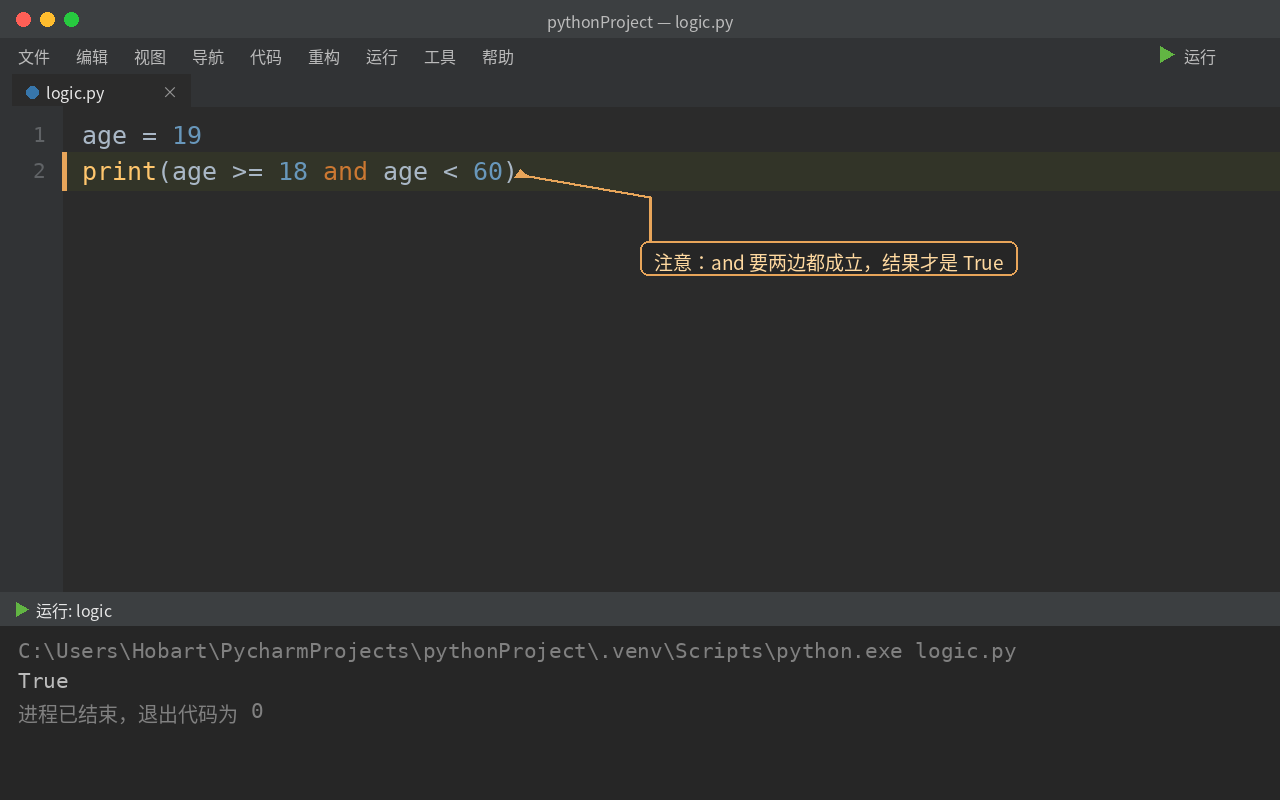 pythonProject — logic.py
文件 编辑 视图 导航 代码 重构 运行 工具 帮助 运行
logic.py ×
1 age = 19
2 print(age >= 18 and age < 60)
注意：and 要两边都成立，结果才是 True
运行: logic
C:\Users\Hobart\PycharmProjects\pythonProject\.venv\Scripts\python.exe logic.py
True
进程已结束，退出代码为 0